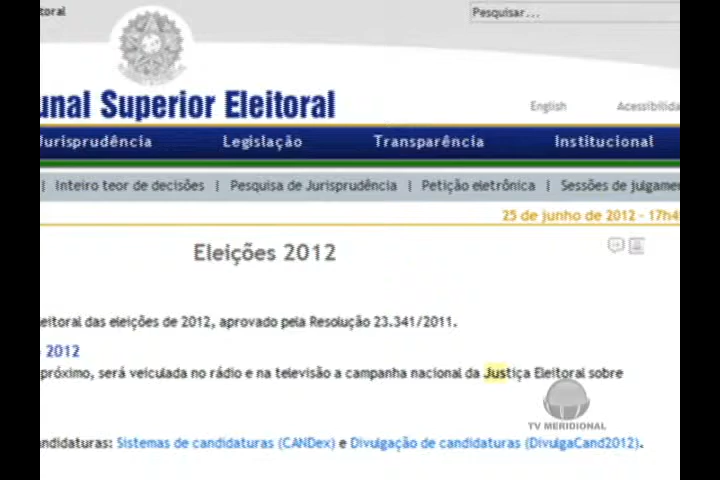 oral
Pesquisar...
unal Superior Eleitoral
English Acessibilida
Jurisprudência Legislação Transparência Institucional
| Inteiro teor de decisões | Pesquisa de Jurisprudência | Petição eletrônica | Sessões de julgame
25 de junho de 2012 - 17h4
Eleições 2012
eitoral das eleições de 2012, aprovado pela Resolução 23.341/2011.
2012
próximo, será veiculada no rádio e na televisão a campanha nacional da Justiça Eleitoral sobre
TV MERIDIONAL
ndidaturas: Sistemas de candidaturas (CANDex) e Divulgação de candidaturas (DivulgaCand2012).